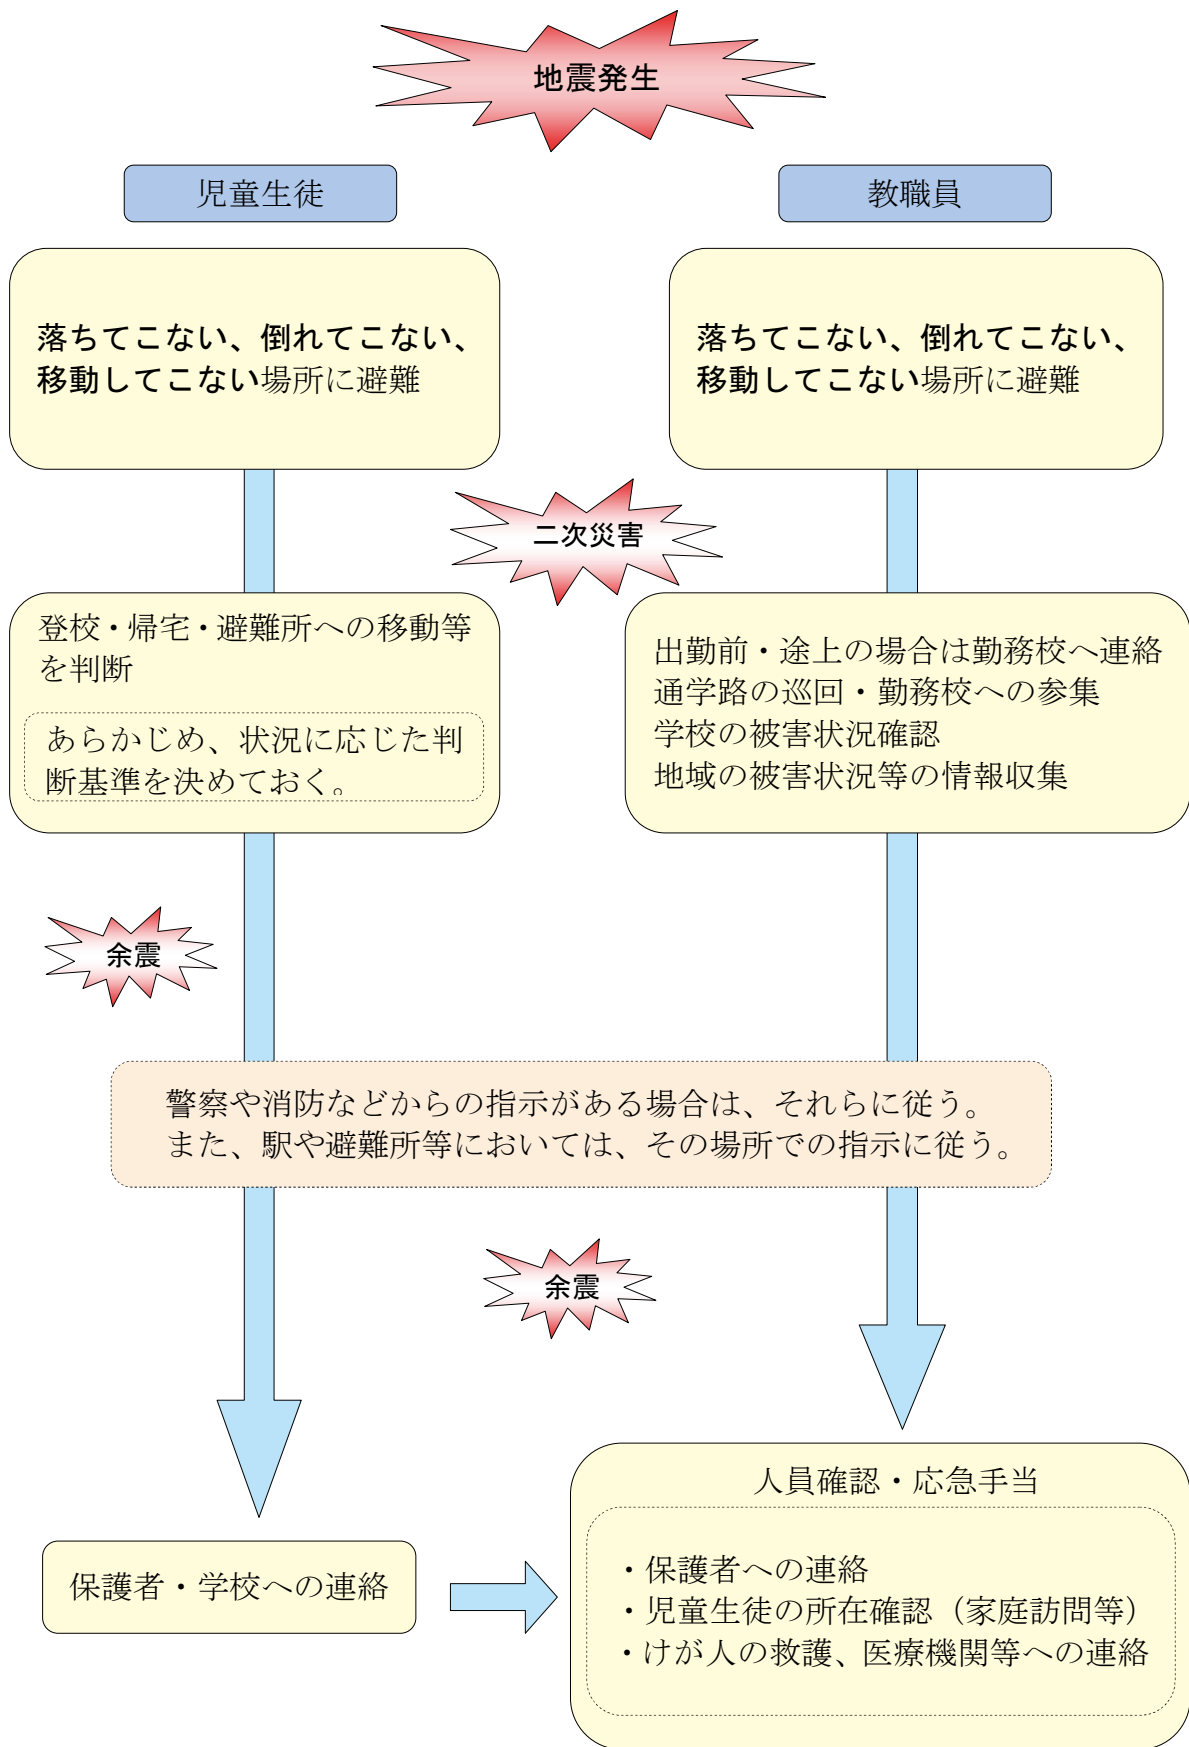 地震発生
児童生徒
教職員
落ちてこない、倒れてこない、
移動してこない場所に避難
落ちてこない、倒れてこない、
移動してこない場所に避難
二次災害
登校・帰宅・避難所への移動等
を判断
あらかじめ、状況に応じた判
断基準を決めておく。
出勤前・途上の場合は勤務校へ連絡
通学路の巡回・勤務校への参集
学校の被害状況確認
地域の被害状況等の情報収集
余震
警察や消防などからの指示がある場合は、それらに従う。
また、駅や避難所等においては、その場所での指示に従う。
余震
保護者・学校への連絡
人員確認・応急手当
・保護者への連絡
・児童生徒の所在確認（家庭訪問等）
・けが人の救護、医療機関等への連絡